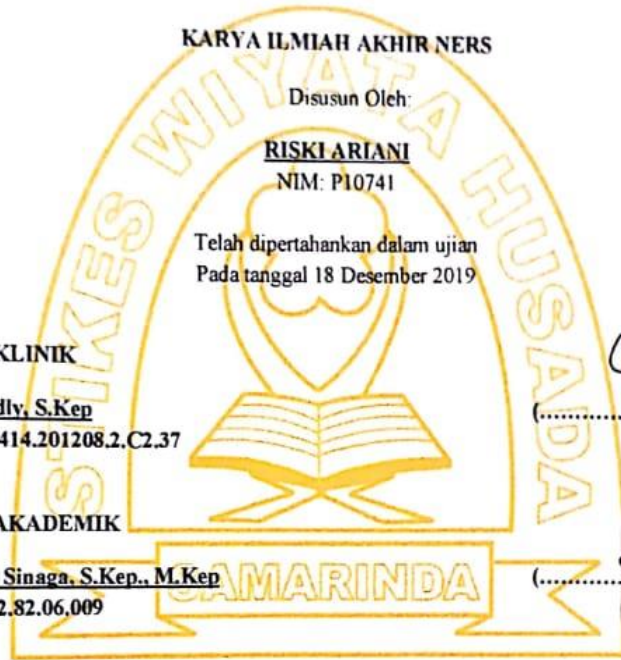 KARYA ILMIAH AKHIR NERS
Disusun Oleh:
RISKI ARIANI
NIM: P10741
Telah dipertahankan dalam ujian
Pada tanggal 18 Desember 2019
KLINIK
dly, S.Kep
(............
414.201208.2.C2.37
AKADEMIK
Sinaga, S.Kep., M.Kep
(............
2.82.06.009
STIKES WIYATA HUSADA
SAMARINDA